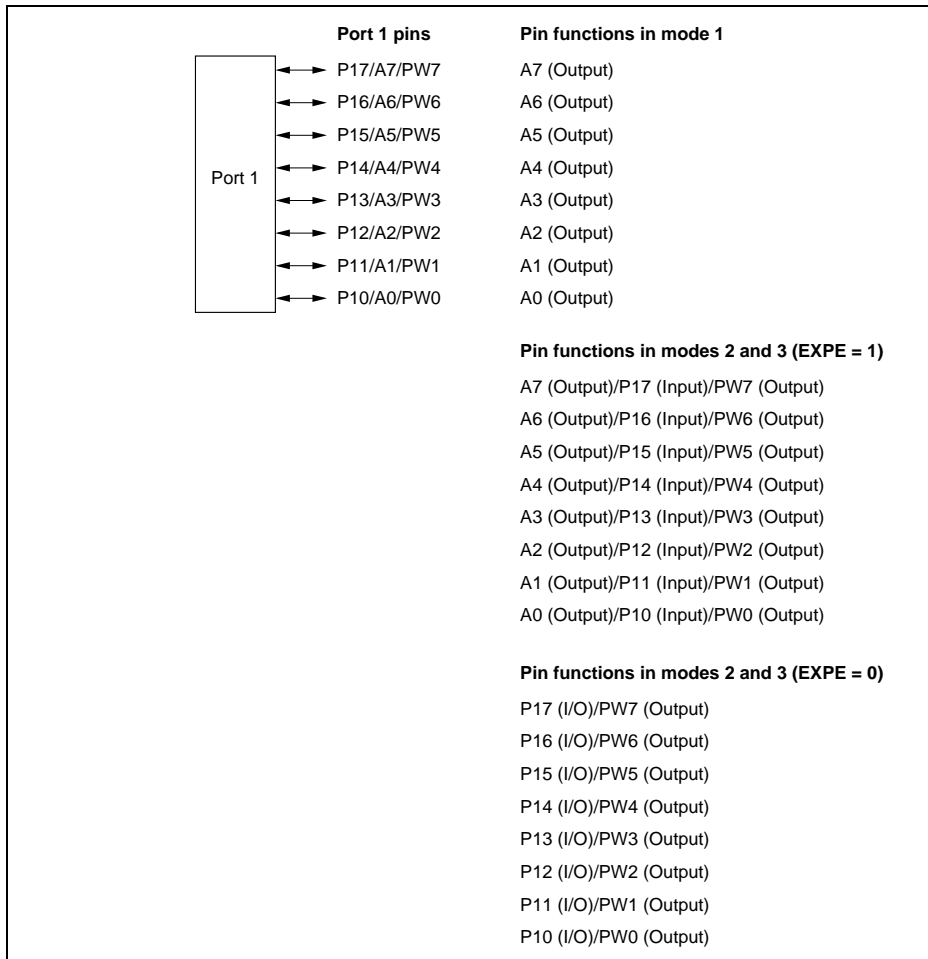 Port 1 pins Pin functions in mode 1
P17/A7/PW7 A7 (Output)
P16/A6/PW6 A6 (Output)
P15/A5/PW5 A5 (Output)
P14/A4/PW4 A4 (Output)
Port 1
P13/A3/PW3 A3 (Output)
P12/A2/PW2 A2 (Output)
P11/A1/PW1 A1 (Output)
P10/A0/PW0 A0 (Output)
Pin functions in modes 2 and 3 (EXPE = 1)
A7 (Output)/P17 (Input)/PW7 (Output)
A6 (Output)/P16 (Input)/PW6 (Output)
A5 (Output)/P15 (Input)/PW5 (Output)
A4 (Output)/P14 (Input)/PW4 (Output)
A3 (Output)/P13 (Input)/PW3 (Output)
A2 (Output)/P12 (Input)/PW2 (Output)
A1 (Output)/P11 (Input)/PW1 (Output)
A0 (Output)/P10 (Input)/PW0 (Output)
Pin functions in modes 2 and 3 (EXPE = 0)
P17 (I/O)/PW7 (Output)
P16 (I/O)/PW6 (Output)
P15 (I/O)/PW5 (Output)
P14 (I/O)/PW4 (Output)
P13 (I/O)/PW3 (Output)
P12 (I/O)/PW2 (Output)
P11 (I/O)/PW1 (Output)
P10 (I/O)/PW0 (Output)